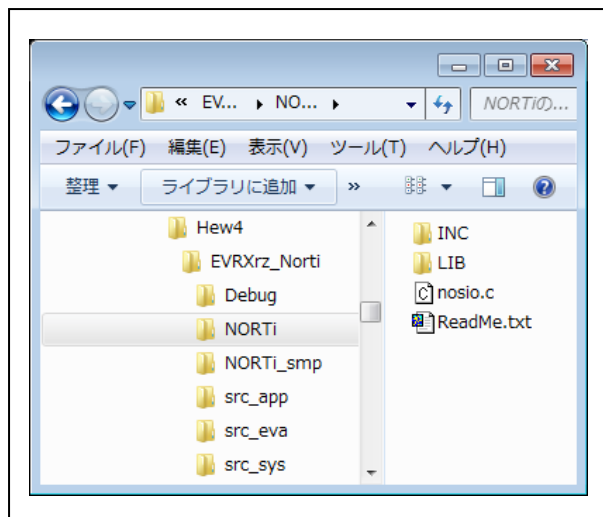 « EV... ▸ NO... ▸ NORTiの...
ファイル(F) 編集(E) 表示(V) ツール(T) ヘルプ(H)
整理 ▼ ライブラリに追加 ▼ »
Hew4
EVRXrz_Norti
Debug
NORTi
NORTi_smp
src_app
src_eva
src_sys
INC
LIB
nosio.c
ReadMe.txt